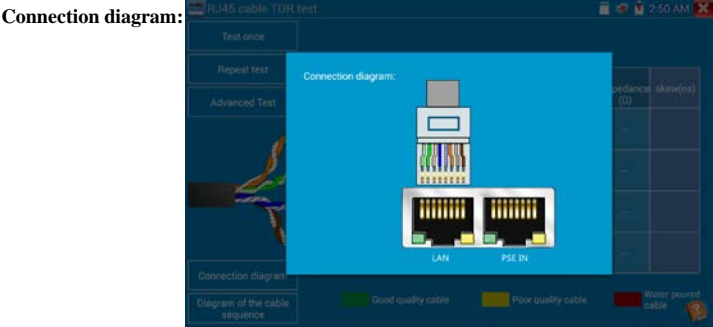 Connection diagram:
RJ45 cable TDR test
2:50 AM
Test once
Repeat test
Advanced Test
Connection diagram:
pedance
(Ω)
skew(ns)
LAN
PSE IN
Connection diagram
Diagram of the cable
sequence
Good quality cable
Poor quality cable
Water poured
cable